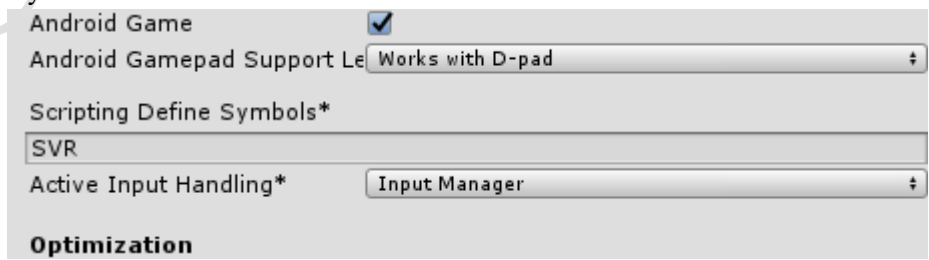 Android Game
Android Gamepad Support Le Works with D-pad
Scripting Define Symbols*
SVR
Active Input Handling* Input Manager
Optimization